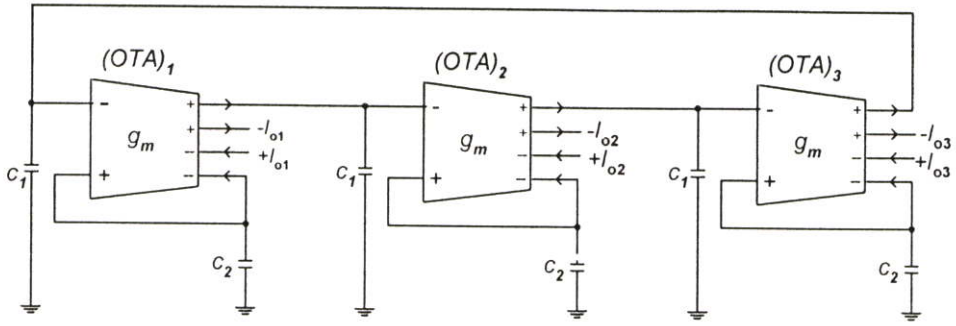 (OTA)1 (OTA)2 (OTA)3
- + - + - +
gm + -Io1 gm + -Io2 gm + -Io3
- +Io1 - +Io2 - +Io3
C1 + - C1 + - C1 + -
C2 C2 C2